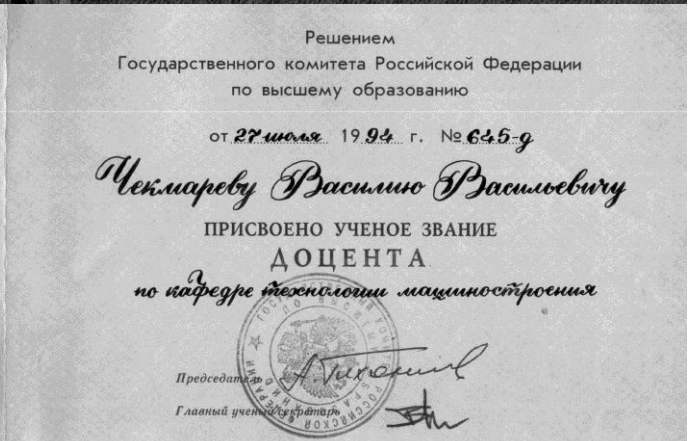 Решением
Государственного комитета Российской Федерации
по высшему образованию
от 27 июля 1994 г. № 645-д
Чекмареву Василию Васильевичу
ПРИСВОЕНО УЧЕНОЕ ЗВАНИЕ
ДОЦЕНТА
по кафедре технологии машиностроения
Председатель
Главный ученый секретарь